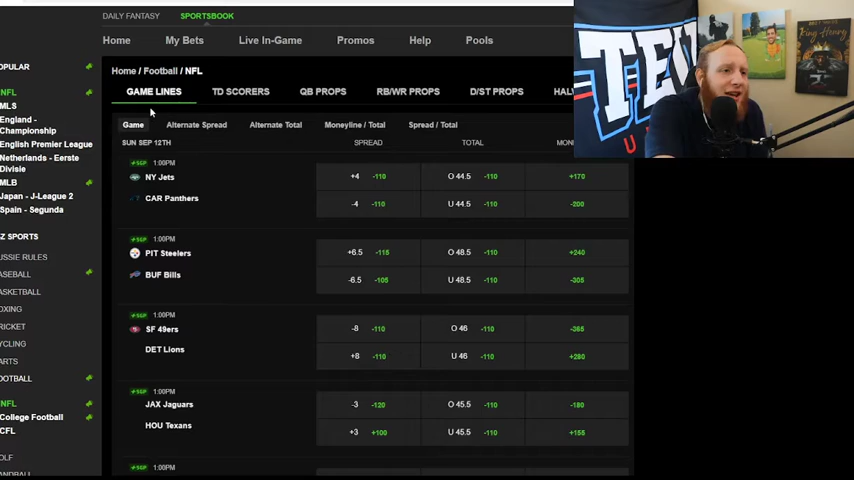 DAILY FANTASY SPORTSBOOK
Home My Bets Live In-Game Promos Help Pools
OPULAR
NFL
MLS
England -
Championship
English Premier League
Netherlands - Eerste
Divisie
MLB
Japan - J-League 2
Spain - Segunda
Z SPORTS
USSIE RULES
ASEBALL
ASKETBALL
OXING
RICKET
YCLING
ARTS
OOTBALL
NFL
College Football
CFL
OLF
Home / Football / NFL
GAME LINES TD SCORERS QB PROPS RB/WR PROPS D/ST PROPS HAL
Game Alternate Spread Alternate Total Moneyline / Total Spread / Total
SUN SEP 12TH SPREAD TOTAL MON
SGP 1:00PM
NY Jets +4 -110 O 44.5 -110 +170
CAR Panthers -4 -110 U 44.5 -110 -200
SGP 1:00PM
PIT Steelers +6.5 -115 O 48.5 -110 +240
BUF Bills -6.5 -105 U 48.5 -110 -305
SGP 1:00PM
SF 49ers -8 -110 O 46 -110 -365
DET Lions +8 -110 U 46 -110 +280
SGP 1:00PM
JAX Jaguars -3 -120 O 45.5 -110 -180
HOU Texans +3 +100 U 45.5 -110 +155
SGP 1:00PM
TE
King Henry